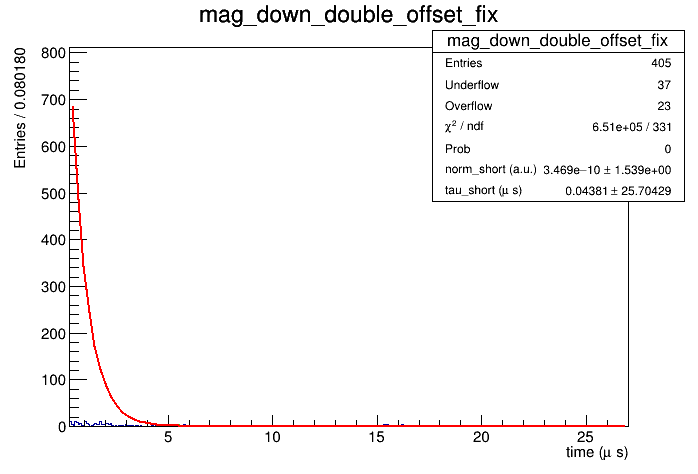 mag_down_double_offset_fix
mag_down_double_offset_fix
Entries 405
Underflow 37
Overflow 23
χ² / ndf 6.51e+05 / 331
Prob 0
norm_short (a.u.) 3.469e−10 ± 1.539e+00
tau_short (μ s) 0.04381 ± 25.70429
Entries / 0.080180
800
700
600
500
400
300
200
100
0
5 10 15 20 25
time (μ s)